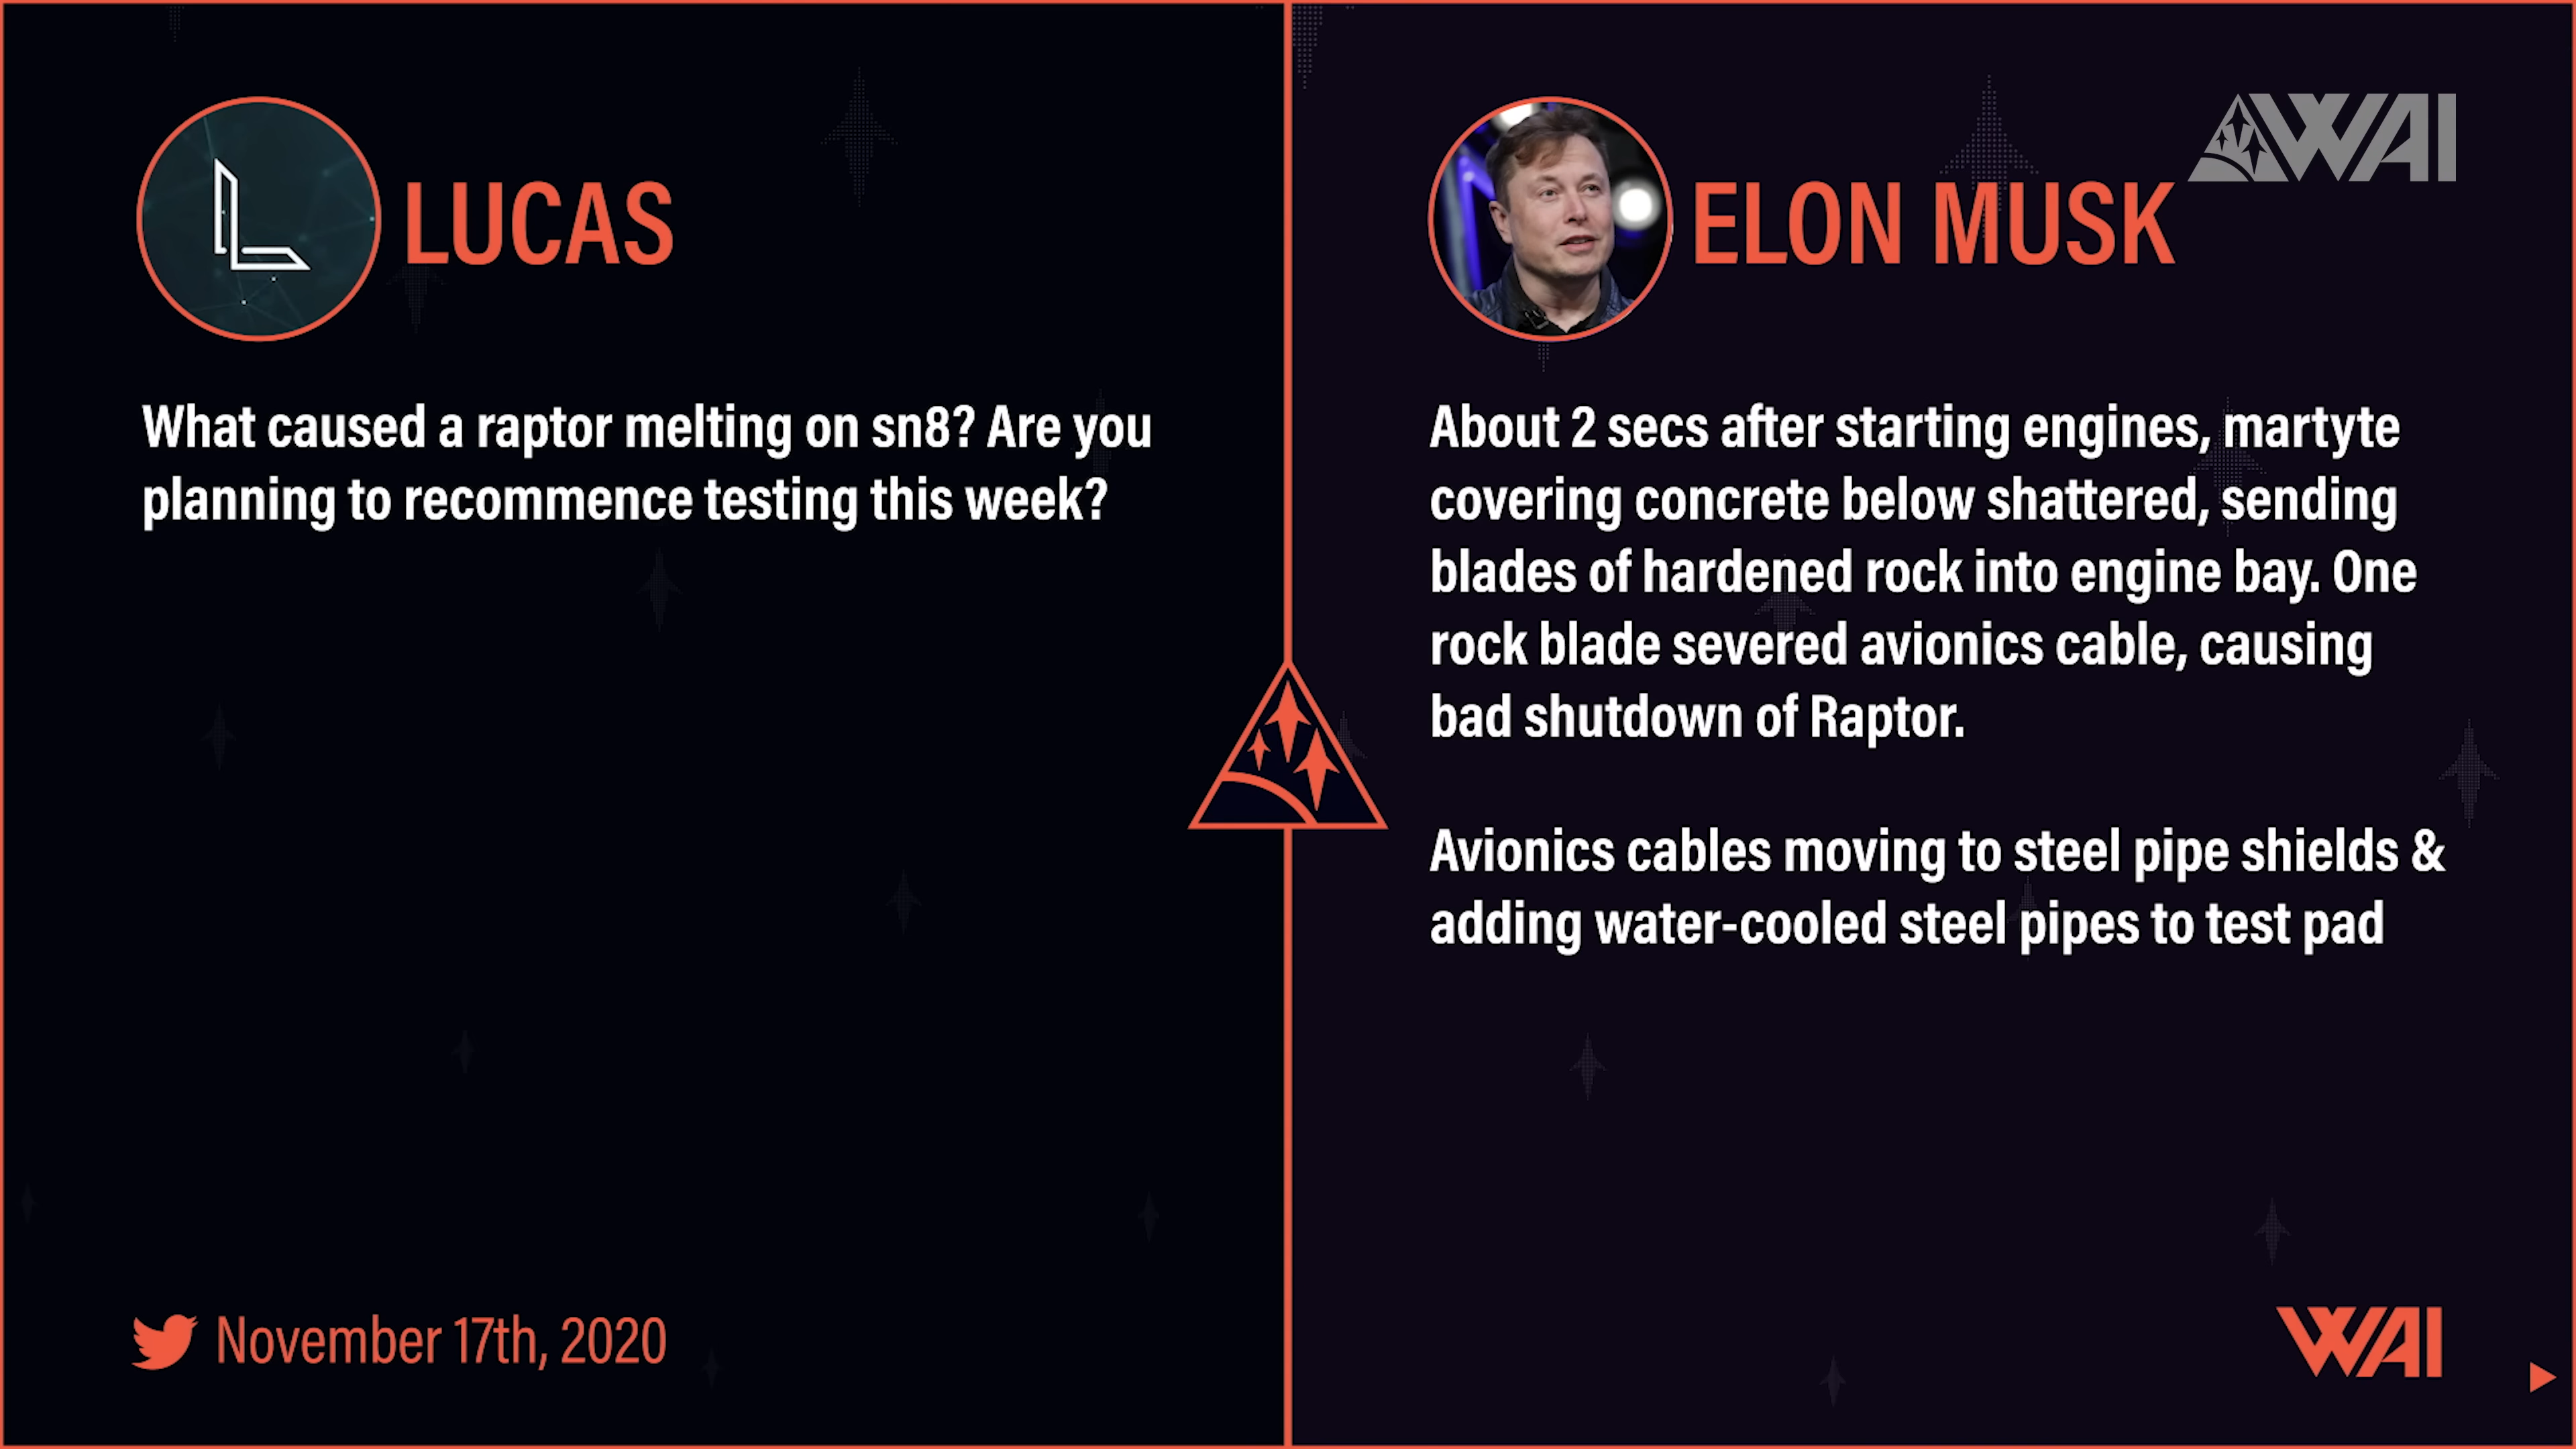 LUCAS
What caused a raptor melting on sn8? Are you
planning to recommence testing this week?
November 17th, 2020
WAI
ELON MUSK
About 2 secs after starting engines, martyte
covering concrete below shattered, sending
blades of hardened rock into engine bay. One
rock blade severed avionics cable, causing
bad shutdown of Raptor.
Avionics cables moving to steel pipe shields &
adding water-cooled steel pipes to test pad
WAI